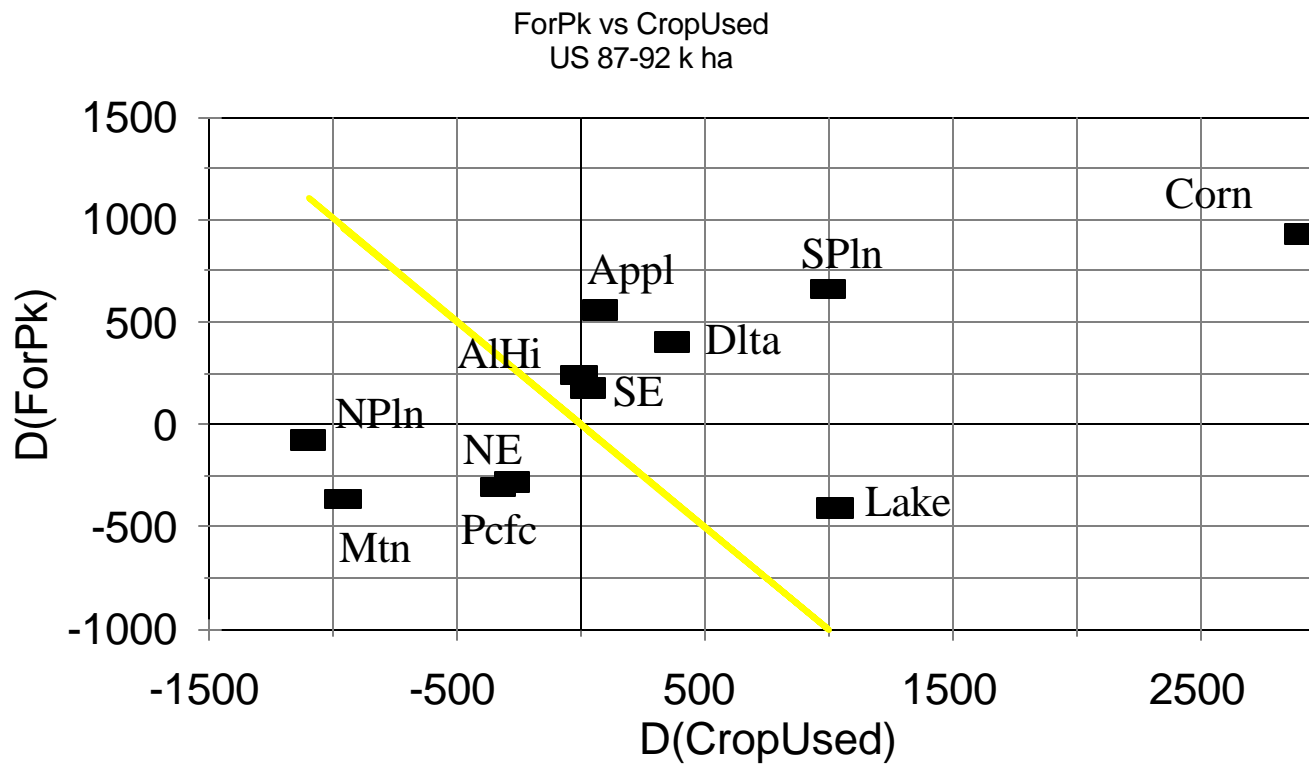 ForPk vs CropUsed
US 87-92 k ha
1500
1000
500
0
-500
-1000
D(ForPk)
Corn
SPln
Appl
Dlta
AlHi
SE
NPln
NE
Lake
Pcfc
Mtn
-1500 -500 500 1500 2500
D(CropUsed)